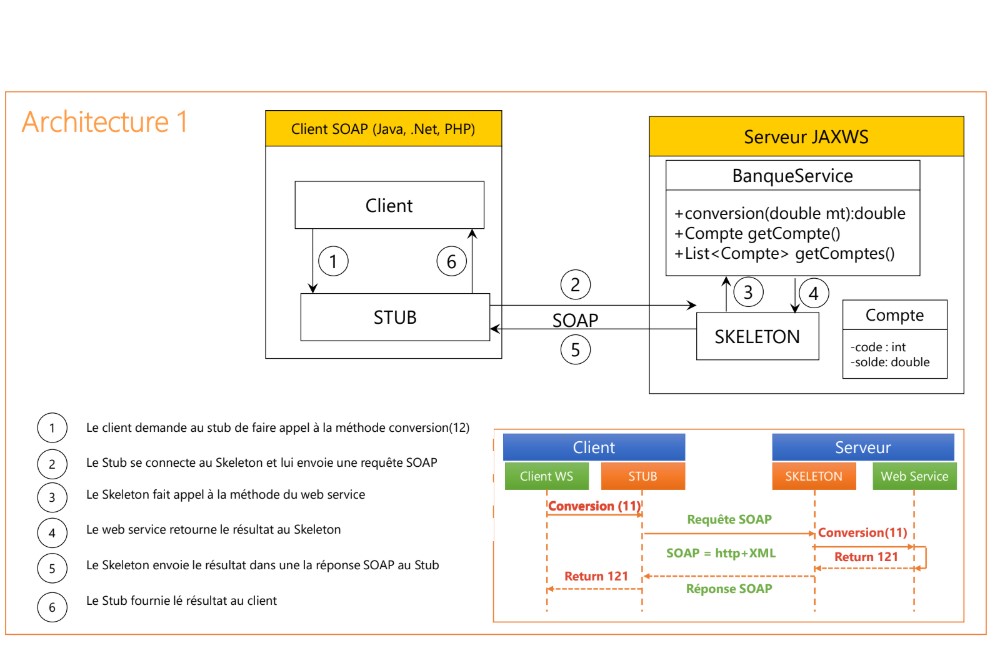 Architecture 1
Client SOAP (Java, .Net, PHP)
Client
1
6
STUB
2
SOAP
5
Serveur JAXWS
BanqueService
+conversion(double mt):double
+Compte getCompte()
+List<Compte> getComptes()
3
4
SKELETON
Compte
-code : int
-solde: double
1 Le client demande au stub de faire appel à la méthode conversion(12)
2 Le Stub se connecte au Skeleton et lui envoie une requête SOAP
3 Le Skeleton fait appel à la méthode du web service
4 Le web service retourne le résultat au Skeleton
5 Le Skeleton envoie le résultat dans une la réponse SOAP au Stub
6 Le Stub fournie lé résultat au client
Client
Serveur
Client WS
STUB
SKELETON
Web Service
Conversion (11)
Requête SOAP
Conversion(11)
SOAP = http+XML
Return 121
Return 121
Réponse SOAP